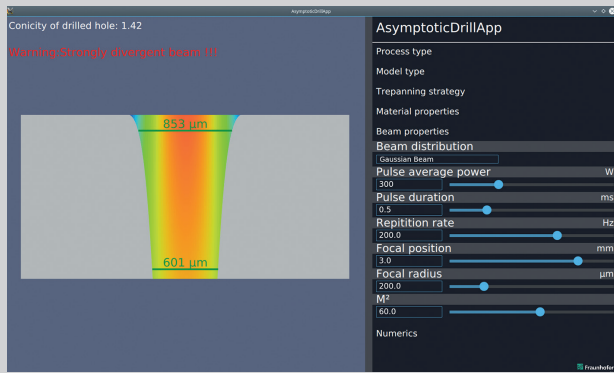 AsymptoticDrillApp
Conicity of drilled hole: 1.42
Warning:Strongly divergent beam !!!
853 µm
601 µm
AsymptoticDrillApp
Process type
Model type
Trepanning strategy
Material properties
Beam properties
Beam distribution
Gaussian Beam
Pulse average power W
300
Pulse duration ms
0.5
Repitition rate Hz
200.0
Focal position mm
3.0
Focal radius µm
200.0
M²
60.0
Numerics
Fraunhofer